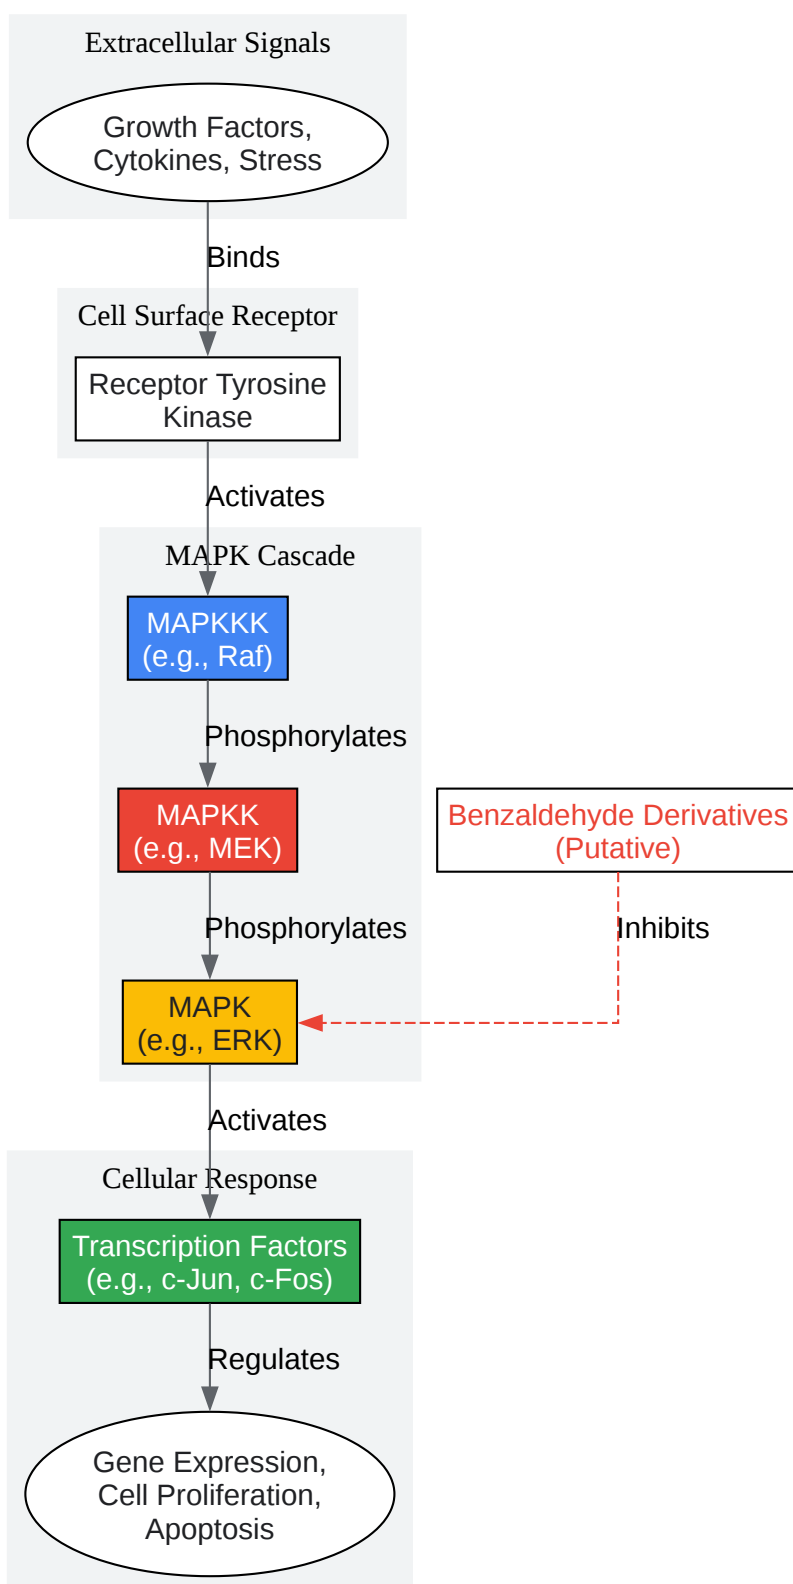 Extracellular Signals
Growth Factors,
Cytokines, Stress
Binds
Cell Surface Receptor
Receptor Tyrosine
Kinase
Activates
MAPK Cascade
MAPKKK
(e.g., Raf)
Phosphorylates
MAPKK
(e.g., MEK)
Benzaldehyde Derivatives
(Putative)
Phosphorylates
Inhibits
MAPK
(e.g., ERK)
Activates
Cellular Response
Transcription Factors
(e.g., c-Jun, c-Fos)
Regulates
Gene Expression,
Cell Proliferation,
Apoptosis